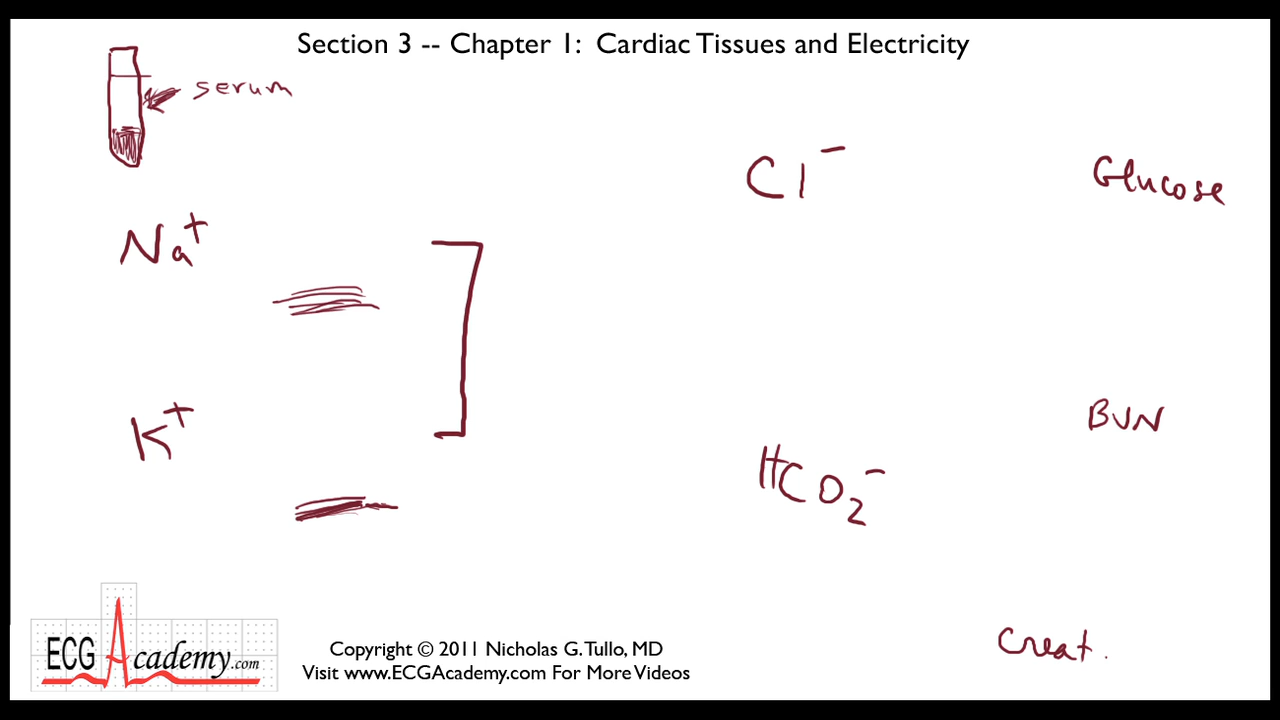 Section 3 -- Chapter 1: Cardiac Tissues and Electricity
serum
Cl⁻
Glucose
Na⁺
K⁺
BUN
HCO₂⁻
Creat.
ECG Academy.com
Copyright © 2011 Nicholas G. Tullo, MD
Visit www.ECGAcademy.com For More Videos